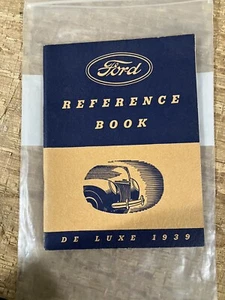 Ford
REFERENCE
BOOK
DE LUXE 1939